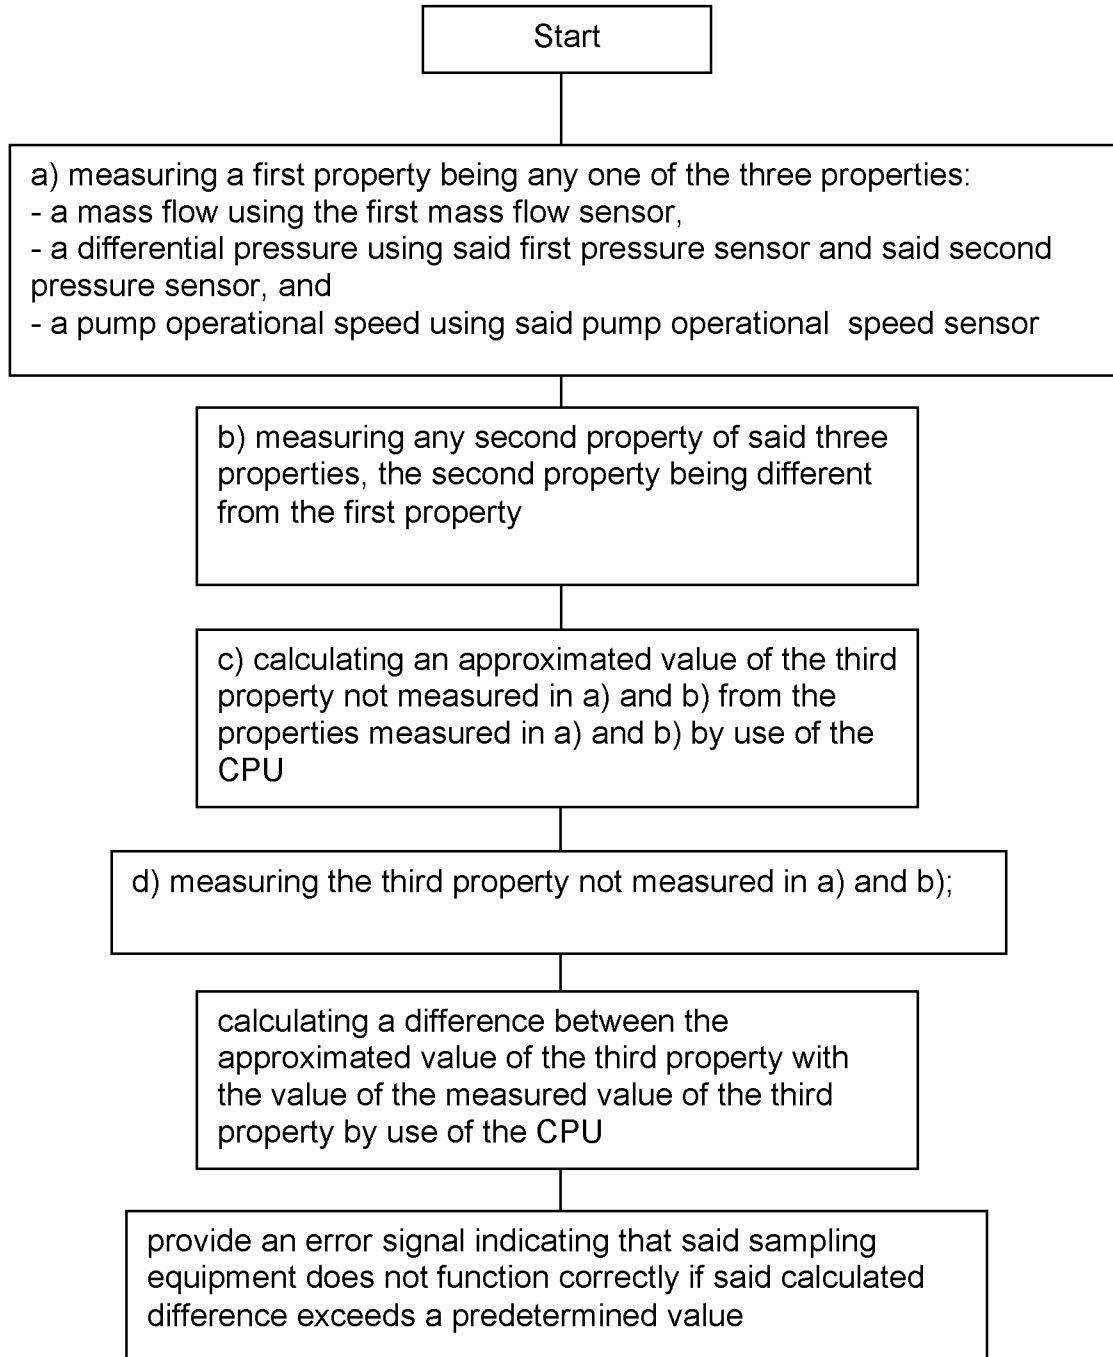 Start
a) measuring a first property being any one of the three properties:
- a mass flow using the first mass flow sensor,
- a differential pressure using said first pressure sensor and said second
pressure sensor, and
- a pump operational speed using said pump operational  speed sensor
b) measuring any second property of said three
properties, the second property being different
from the first property
c) calculating an approximated value of the third
property not measured in a) and b) from the
properties measured in a) and b) by use of the
CPU
d) measuring the third property not measured in a) and b);
calculating a difference between the
approximated value of the third property with
the value of the measured value of the third
property by use of the CPU
provide an error signal indicating that said sampling
equipment does not function correctly if said calculated
difference exceeds a predetermined value